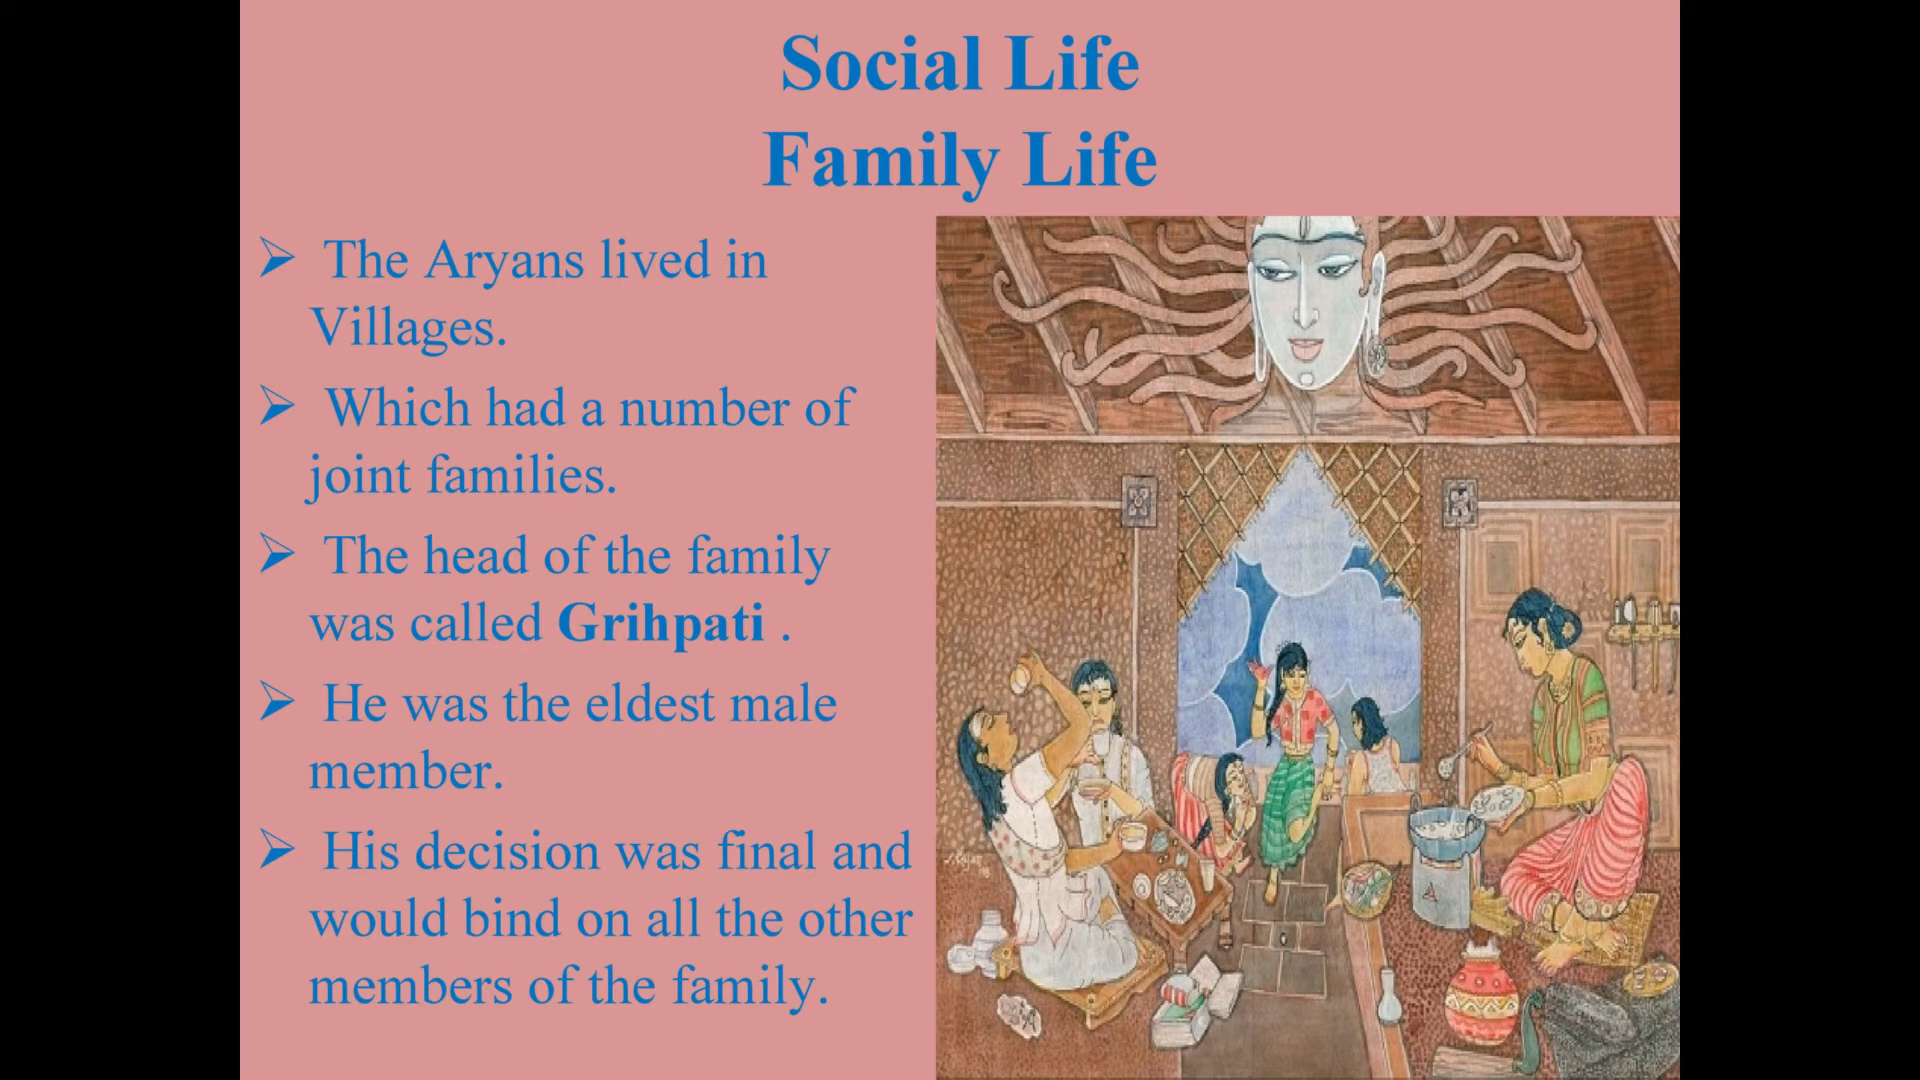 Social Life
Family Life
➢ The Aryans lived in
Villages.
➢ Which had a number of
joint families.
➢ The head of the family
was called Grihpati .
➢ He was the eldest male
member.
➢ His decision was final and
would bind on all the other
members of the family.